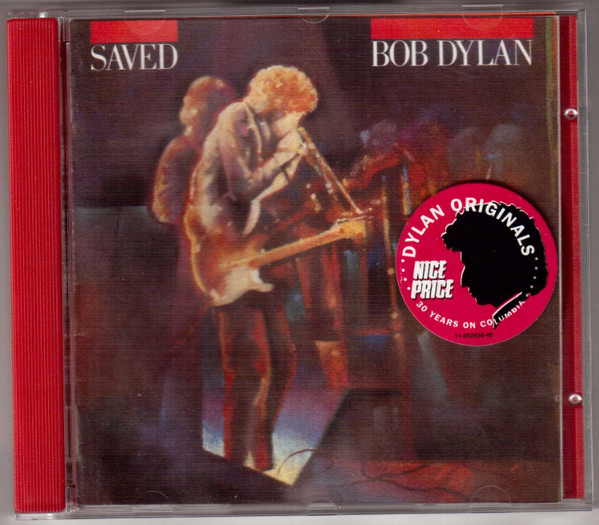 SAVED
BOB DYLAN
DYLAN ORIGINALS
NICE
PRICE
30 YEARS ON COLUMBIA